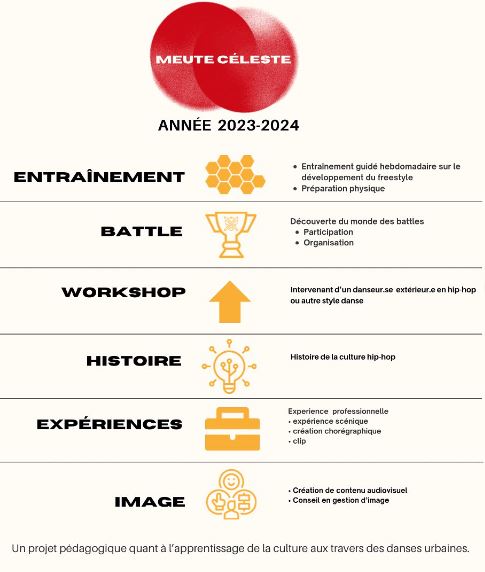 MEUTE CÉLESTE
ANNÉE 2023-2024
ENTRAÎNEMENT
• Entraînement guidé hebdomadaire sur le
développement du freestyle
• Préparation physique
BATTLE
Découverte du monde des battles
• Participation
• Organisation
WORKSHOP
Intervenant d'un danseur.se extérieur.e en hip-hop
ou autre style danse
HISTOIRE
Histoire de la culture hip-hop
EXPÉRIENCES
Experience professionnelle
• expérience scénique
• création chorégraphique
• clip
IMAGE
• Création de contenu audiovisuel
• Conseil en gestion d'image
Un projet pédagogique quant à l'apprentissage de la culture aux travers des danses urbaines.